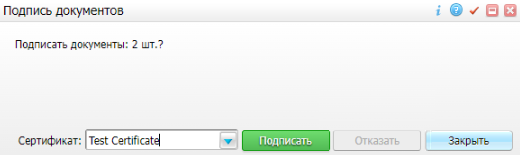 Подпись документов
Подписать документы: 2 шт.?
Сертификат: Test Certificate Подписать Отказать Закрыть